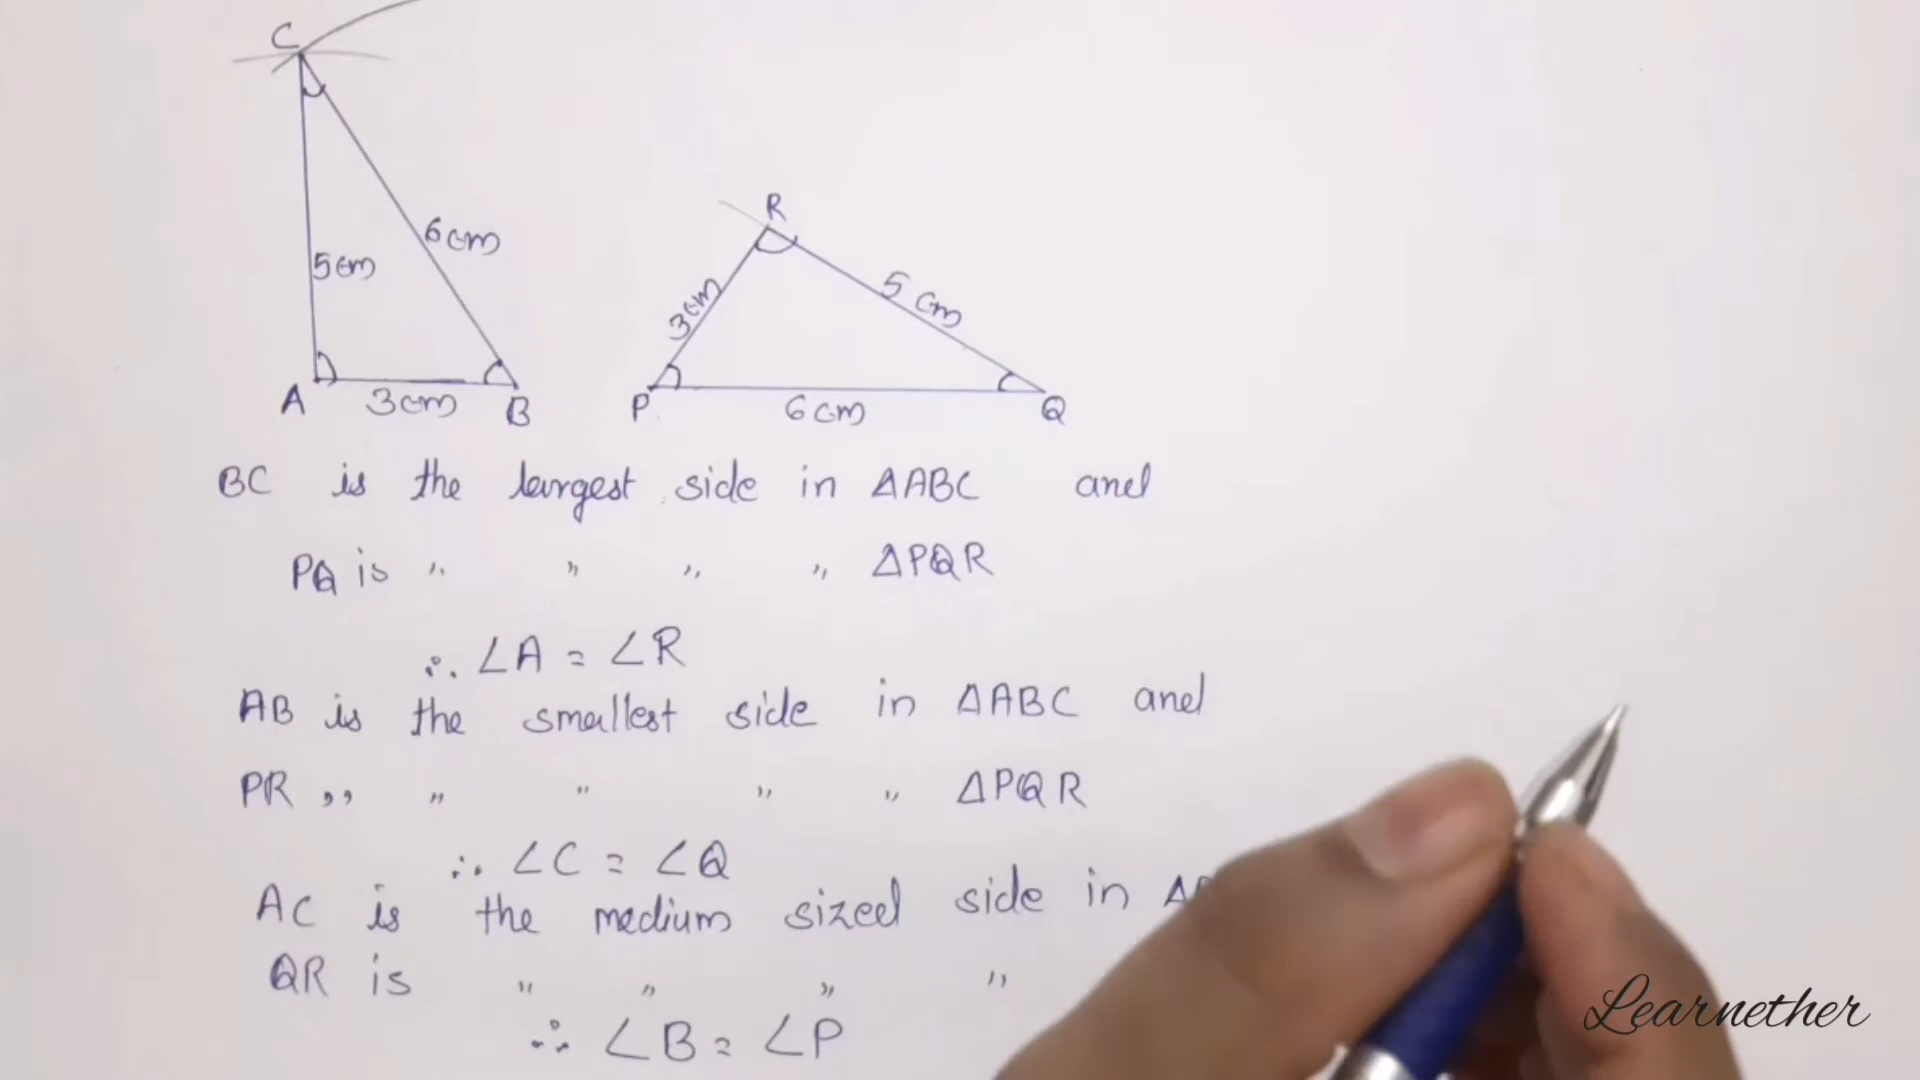 C
R
6cm
5cm
5 cm
3cm
A 3cm B
P 6cm Q
BC is the largest side in ΔABC and
PQ is " " " " ΔPQR
∴ ∠A = ∠R
AB is the smallest side in ΔABC and
PR " " " " " ΔPQR
∴ ∠C = ∠Q
AC is the medium sized side in
QR is " " " "
∴ ∠B = ∠P
Learnether